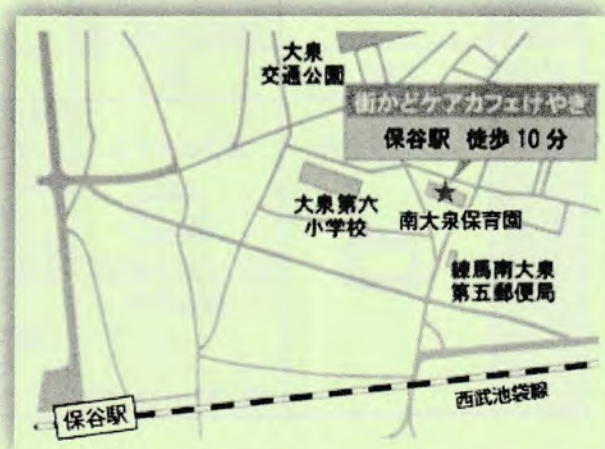 大泉
交通公園
街かどケアカフェけやき
保谷駅 徒歩 10 分
大泉第六
小学校
南大泉保育園
練馬南大泉
第五郵便局
西武池袋線
保谷駅